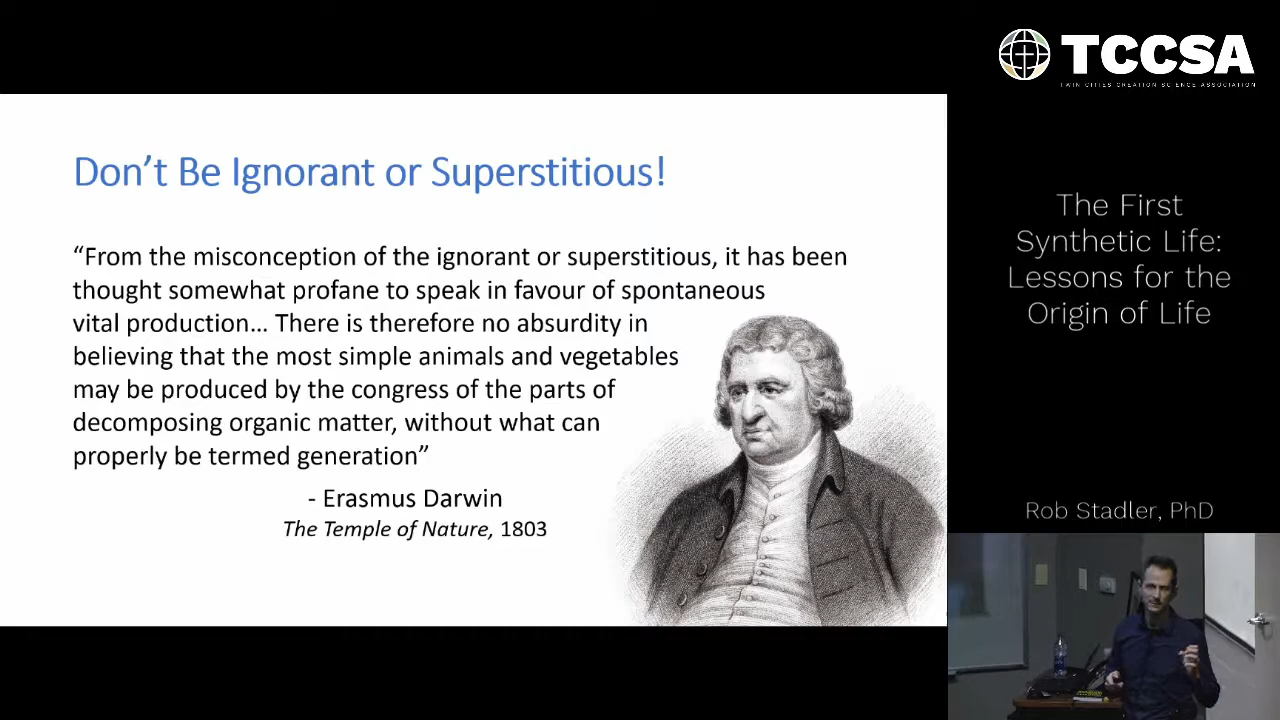 TCCSA
TWIN CITIES CREATION SCIENCE ASSOCIATION
Don’t Be Ignorant or Superstitious!
“From the misconception of the ignorant or superstitious, it has been
thought somewhat profane to speak in favour of spontaneous
vital production… There is therefore no absurdity in
believing that the most simple animals and vegetables
may be produced by the congress of the parts of
decomposing organic matter, without what can
properly be termed generation”
- Erasmus Darwin
The Temple of Nature, 1803
The First
Synthetic Life:
Lessons for the
Origin of Life
Rob Stadler, PhD